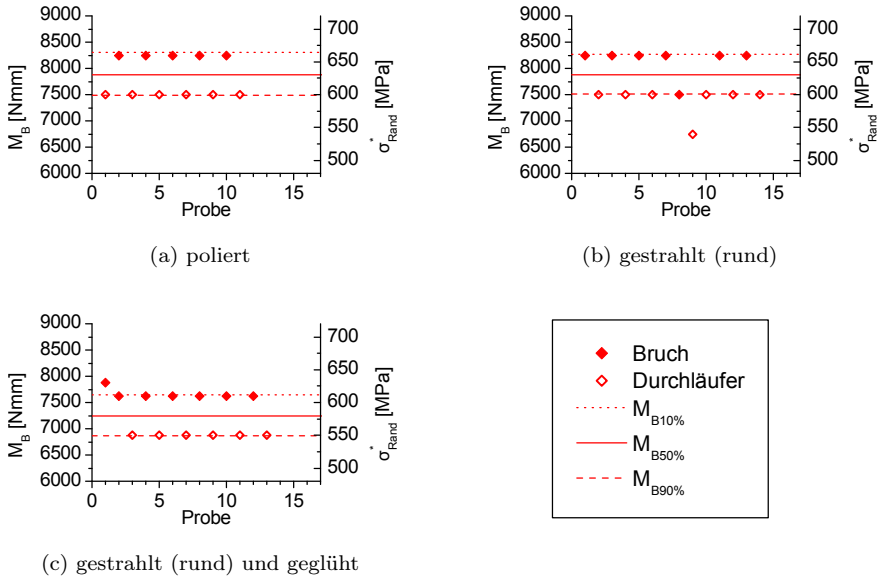 9000
8500
8000
7500
7000
6500
6000
M_B [Nmm]
700
650
600
550
500
σ*_Rand [MPa]
0 5 10 15
Probe
(a) poliert
9000
8500
8000
7500
7000
6500
6000
M_B [Nmm]
700
650
600
550
500
σ*_Rand [MPa]
0 5 10 15
Probe
(b) gestrahlt (rund)
9000
8500
8000
7500
7000
6500
6000
M_B [Nmm]
700
650
600
550
500
σ*_Rand [MPa]
0 5 10 15
Probe
(c) gestrahlt (rund) und geglüht
Bruch
Durchläufer
M_B10%
M_B50%
M_B90%